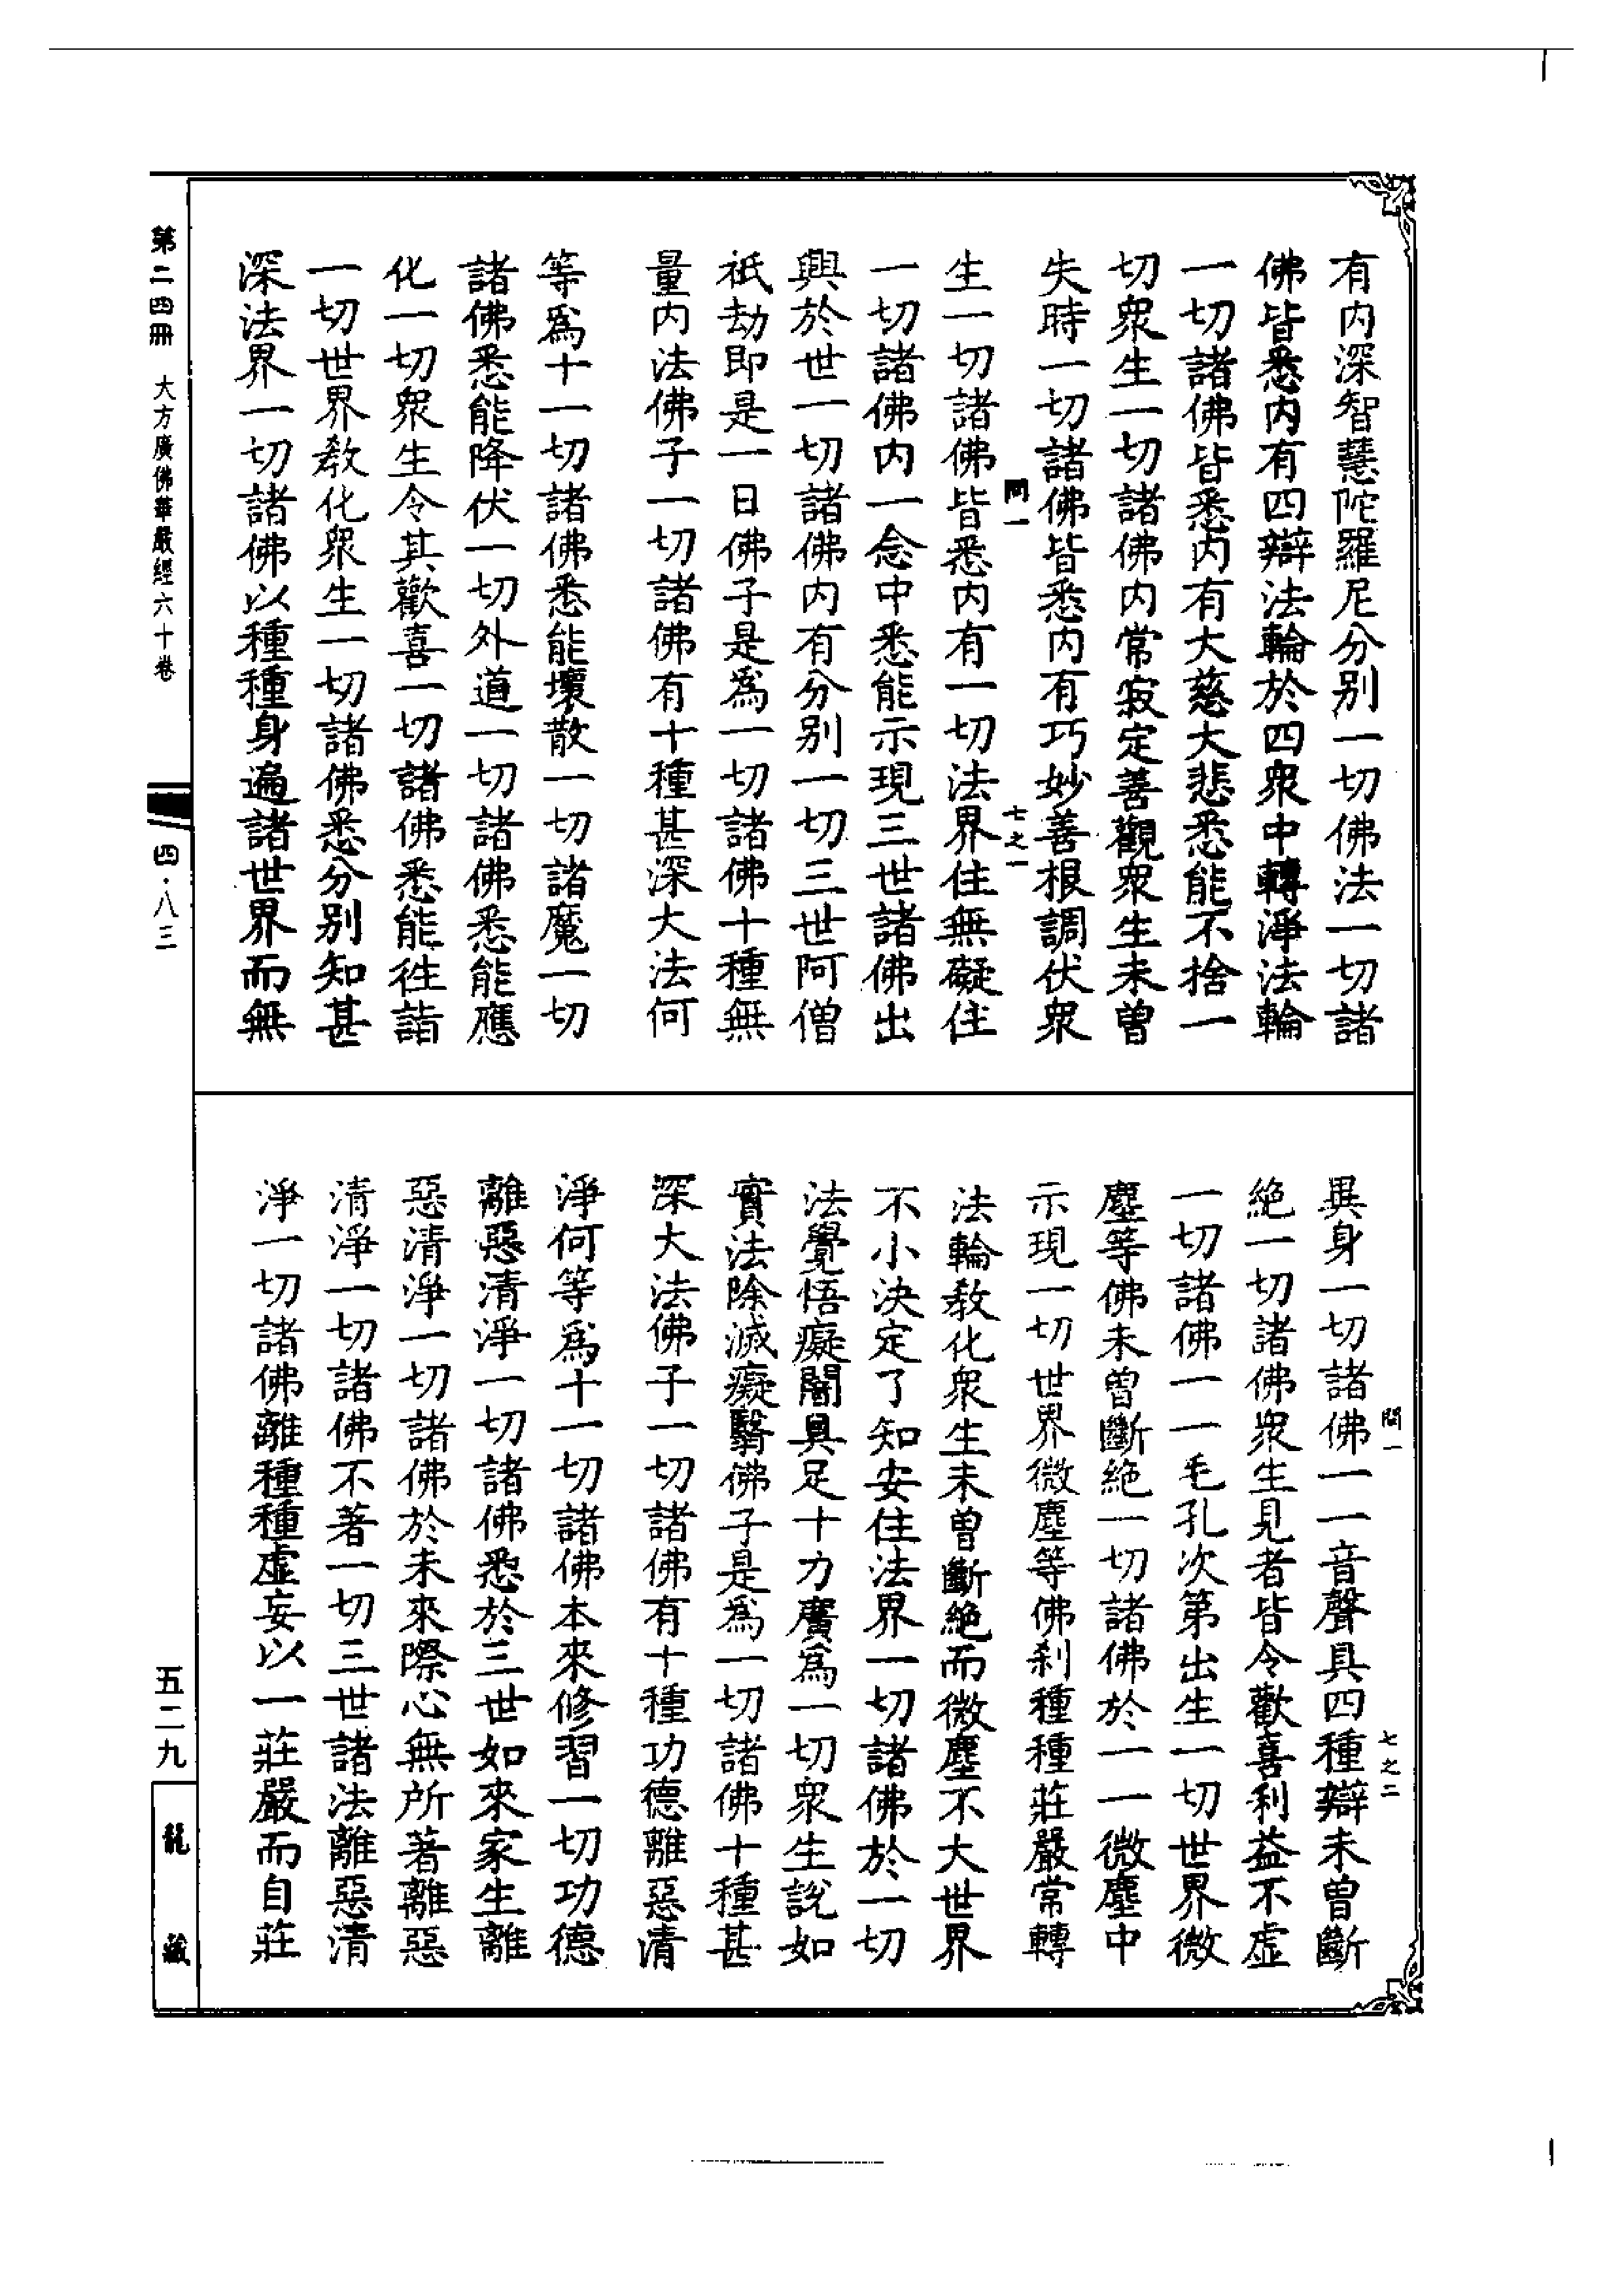 有内深智慧陀羅尼分别一切佛法一切諸
佛皆悉内有四辯法輪於四衆中轉淨法輪
一切諸佛皆悉内有大慈大悲悉能不捨一
切衆生一切諸佛内常寂定善觀衆生未曾
失時一切諸佛皆悉内有巧妙善根調伏衆
問一
七之一
生一切諸佛皆悉内有一切法界住無礙住
一切諸佛内一念中悉能示現三世諸佛出
興於世一切諸佛内有分别一切三世阿僧
祇劫即是一日佛子是爲一切諸佛十種無
量内法佛子一切諸佛有十種甚深大法何
等爲十一切諸佛悉能壞散一切諸魔一切
諸佛悉能降伏一切外道一切諸佛悉能應
化一切衆生令其歡喜一切諸佛悉能徃詣
一切世界教化衆生一切諸佛悉分别知甚
深法界一切諸佛以種種身遍諸世界而無
問一
七之二
異身一切諸佛一一音聲具四種辯未曾斷
絶一切諸佛衆生見者皆令歡喜利益不虚
一切諸佛一一毛孔次第出生一切世界微
塵等佛未曾斷絶一切諸佛於一一微塵中
示現一切世界微塵等佛刹種種莊嚴常轉
法輪教化衆生未曾斷絶而微塵不大世界
不小決定了知安住法界一切諸佛於一切
法覺悟癡闇具足十力廣爲一切衆生說如
實法除滅癡翳佛子是爲一切諸佛十種甚
深大法佛子一切諸佛有十種功德離惡清
淨何等爲十一切諸佛本來修習一切功德
離惡清淨一切諸佛悉於三世如來家生離
惡清淨一切諸佛於未來際心無所著離惡
清淨一切諸佛不著一切三世諸法離惡清
淨一切諸佛離種種虚妄以一莊嚴而自莊
第二四冊 大方廣佛華嚴經六十卷
四·八三
五二九
龍藏